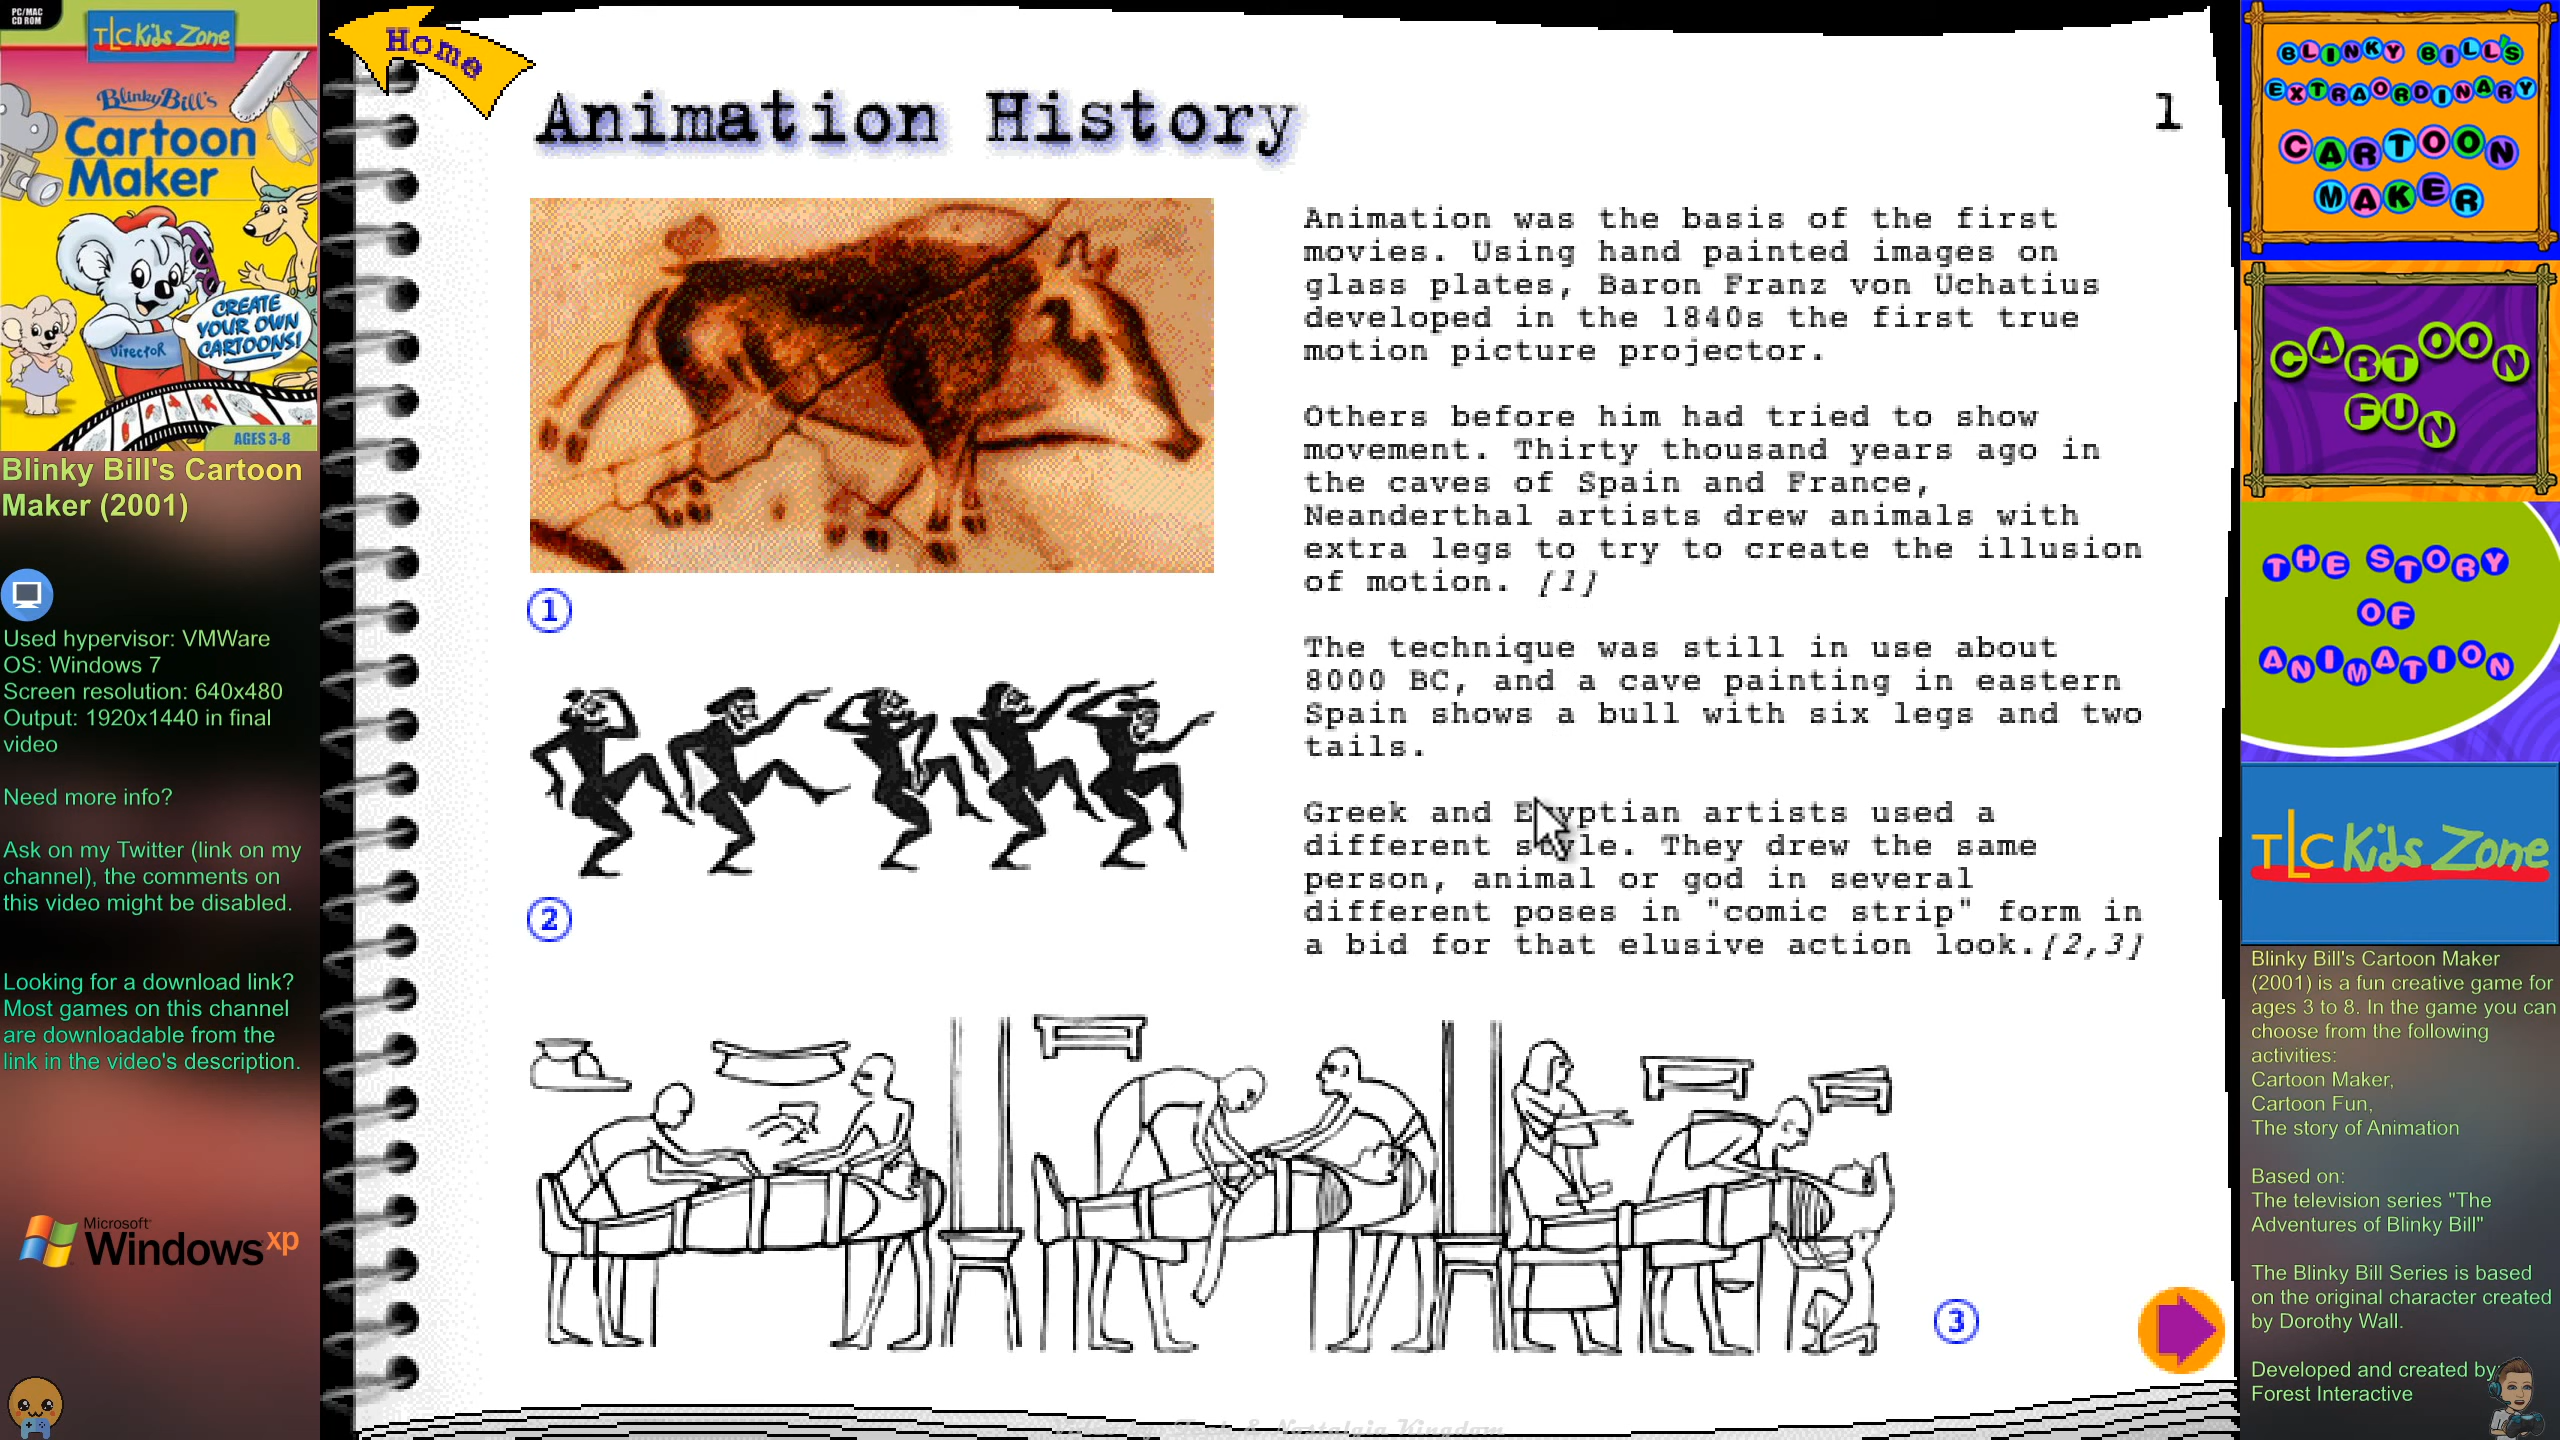 PC/MAC
CD ROM
TLC Kids Zone
Blinky Bill's
Cartoon
Maker
CREATE
YOUR OWN
CARTOONS!
DIRECTOR
AGES 3-8
Blinky Bill's Cartoon
Maker (2001)
Used hypervisor: VMWare
OS: Windows 7
Screen resolution: 640x480
Output: 1920x1440 in final
video
Need more info?
Ask on my Twitter (link on my
channel), the comments on
this video might be disabled.
Looking for a download link?
Most games on this channel
are downloadable from the
link in the video's description.
Microsoft
Windows xp
Home
Animation History
1
Animation was the basis of the first
movies. Using hand painted images on
glass plates, Baron Franz von Uchatius
developed in the 1840s the first true
motion picture projector.
Others before him had tried to show
movement. Thirty thousand years ago in
the caves of Spain and France,
Neanderthal artists drew animals with
extra legs to try to create the illusion
of motion. [1]
The technique was still in use about
8000 BC, and a cave painting in eastern
Spain shows a bull with six legs and two
tails.
Greek and Egyptian artists used a
different style. They drew the same
person, animal or god in several
different poses in "comic strip" form in
a bid for that elusive action look.[2,3]
1
2
3
& Nostalgia Kingdom
BLINKY BILL'S
EXTRAORDINARY
CARTOON
MAKER
CARTOON
FUN
THE STORY
OF
ANIMATION
TLC Kids Zone
Blinky Bill's Cartoon Maker
(2001) is a fun creative game for
ages 3 to 8. In the game you can
choose from the following
activities:
Cartoon Maker,
Cartoon Fun,
The story of Animation
Based on:
The television series "The
Adventures of Blinky Bill"
The Blinky Bill Series is based
on the original character created
by Dorothy Wall.
Developed and created by:
Forest Interactive